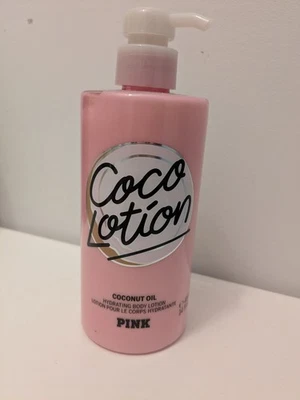 Coco
Lotion
COCONUT OIL
HYDRATING BODY LOTION
LOTION POUR LE CORPS HYDRATANTE
PINK